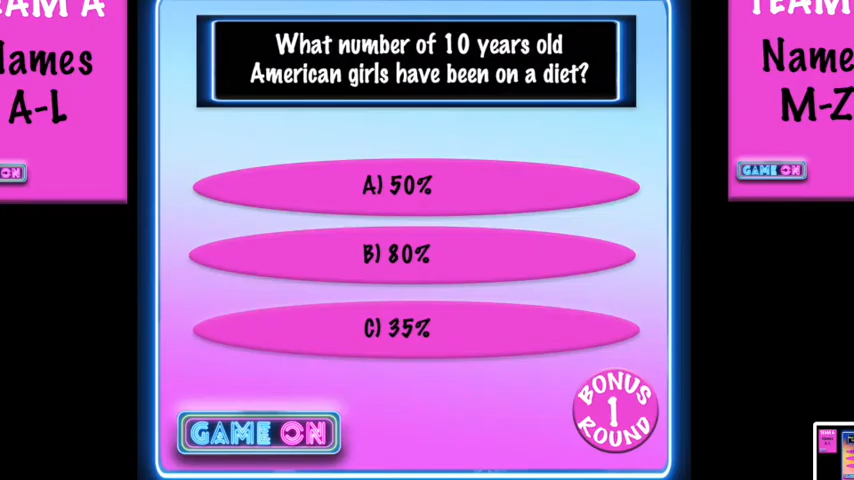 TEAM A
Names
A-L
GAME ON
What number of 10 years old
American girls have been on a diet?
A) 50%
B) 80%
C) 35%
GAME ON
BONUS
1
ROUND
TEAM
Name
M-Z
GAME ON